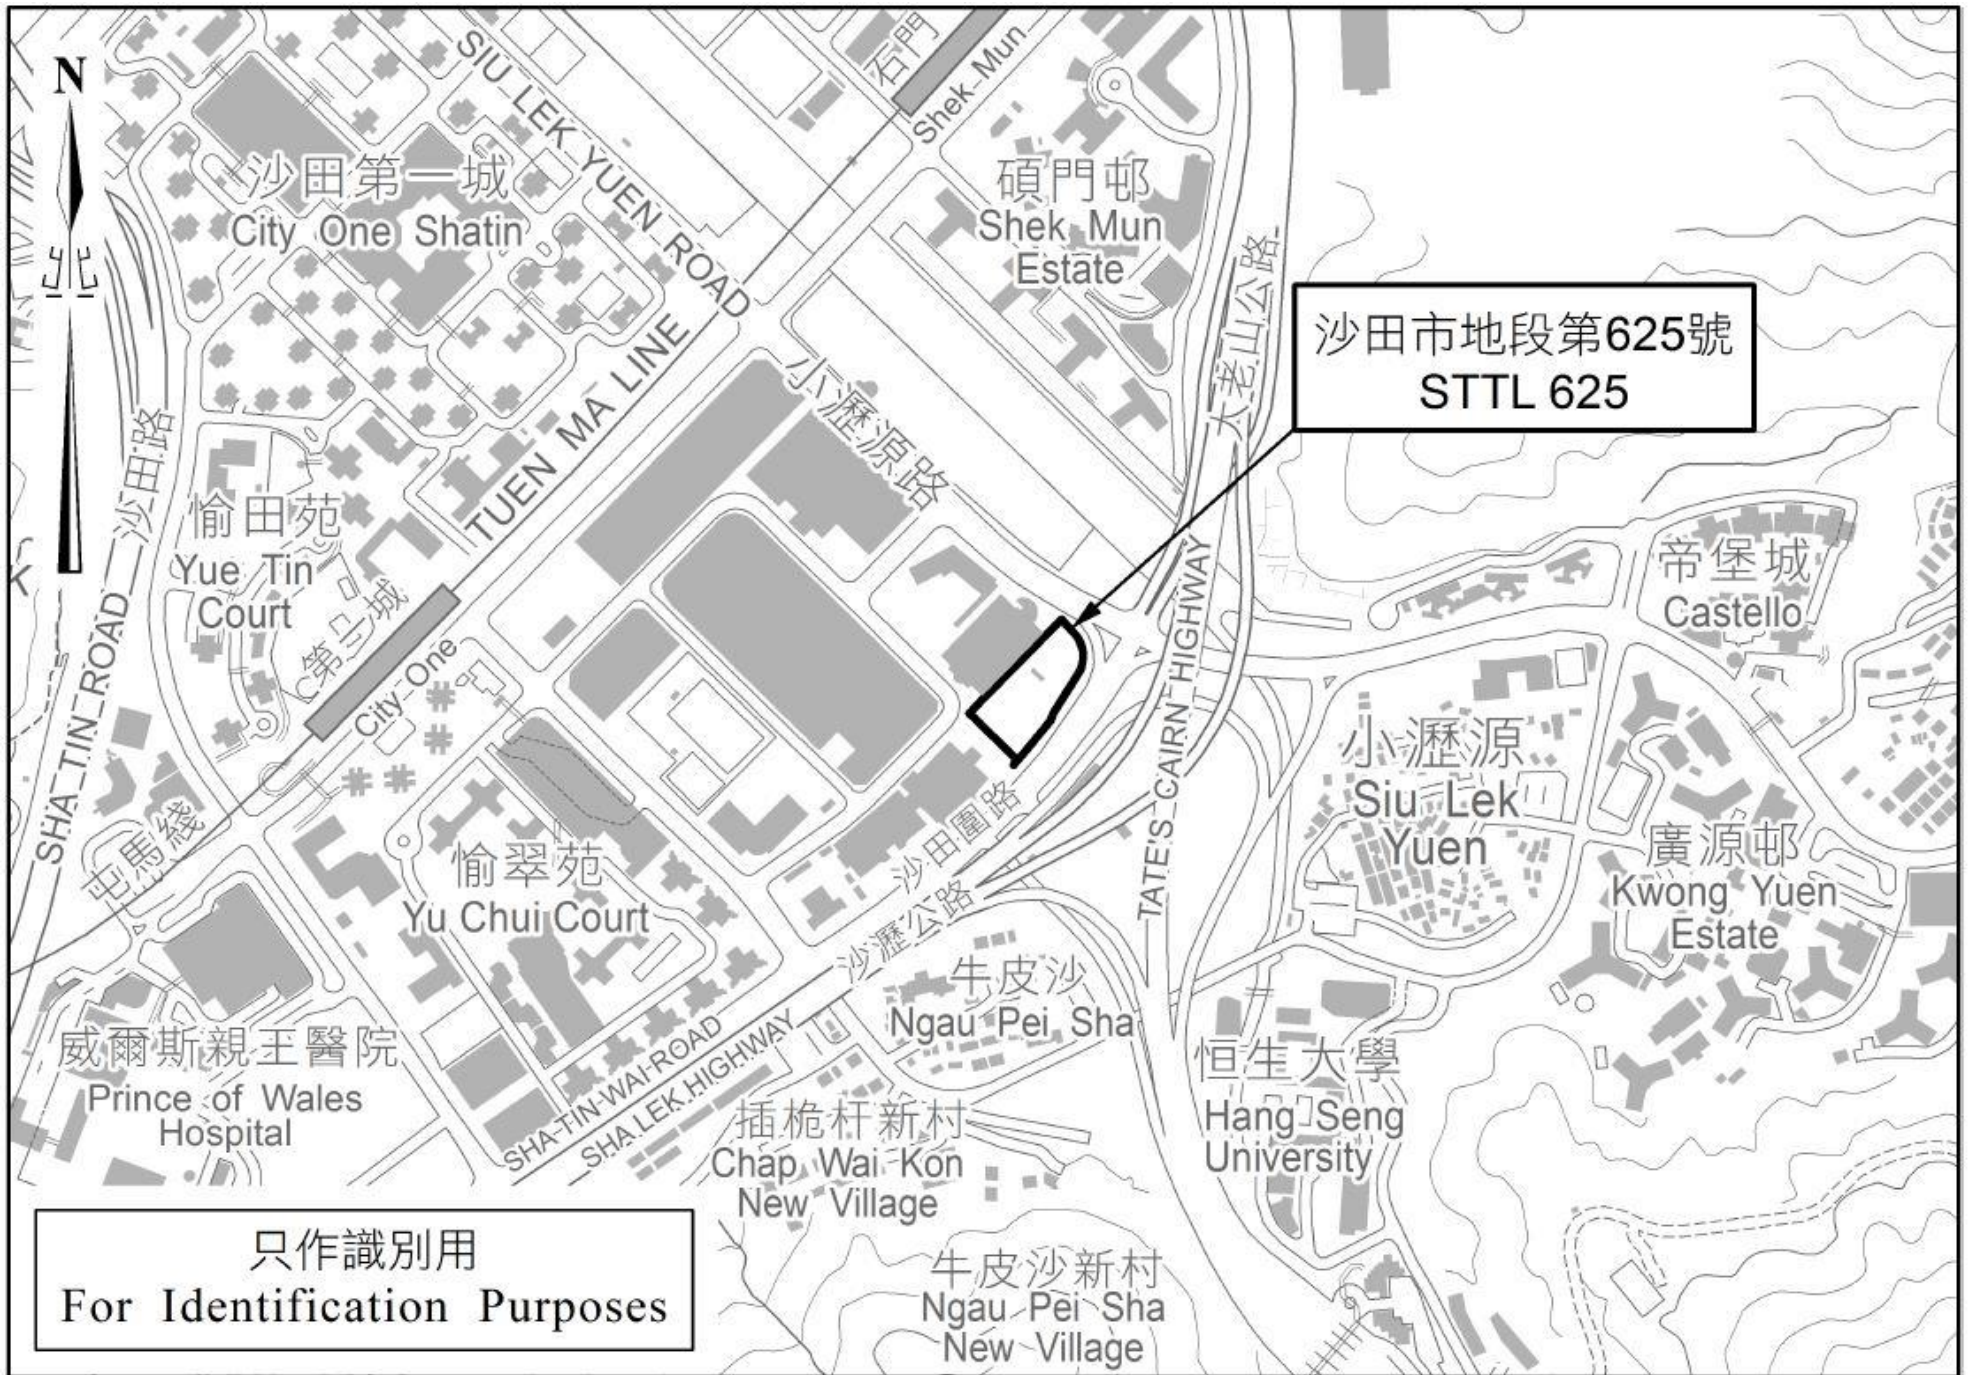 N
北
SIU LEK YUEN ROAD
石門
Shek Mun
沙田第一城
City One Shatin
碩門邨
Shek Mun
Estate
大老山公路
沙田市地段第625號
STTL 625
TUEN MA LINE
小瀝源路
沙田路
SHA TIN ROAD
愉田苑
Yue Tin
Court
第一城
City One
TATE'S CAIRN HIGHWAY
帝堡城
Castello
小瀝源
Siu Lek
Yuen
廣源邨
Kwong Yuen
Estate
屯馬綫
愉翠苑
Yu Chui Court
沙田圍路
沙瀝公路
牛皮沙
Ngau Pei Sha
威爾斯親王醫院
Prince of Wales
Hospital
SHA TIN WAI ROAD
SHA LEK HIGHWAY
恒生大學
Hang Seng
University
插桅杆新村
Chap Wai Kon
New Village
牛皮沙新村
Ngau Pei Sha
New Village
只作識別用
For Identification Purposes